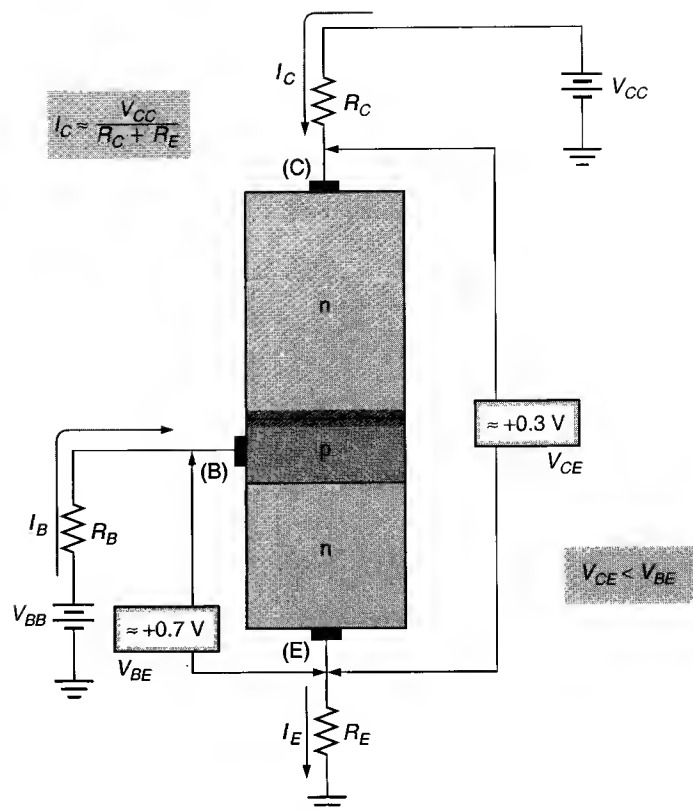 I_C
R_C
V_CC
I_C ≈ V_CC / R_C + R_E
(C)
n
≈ +0.3 V
V_CE
p
(B)
I_B
R_B
n
V_CE < V_BE
V_BB
≈ +0.7 V
V_BE
(E)
I_E
R_E